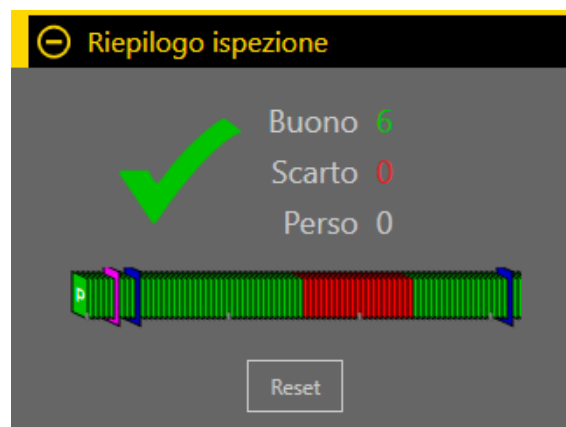 Riepilogo ispezione
Buono 6
Scarto 0
Perso 0
P
Reset